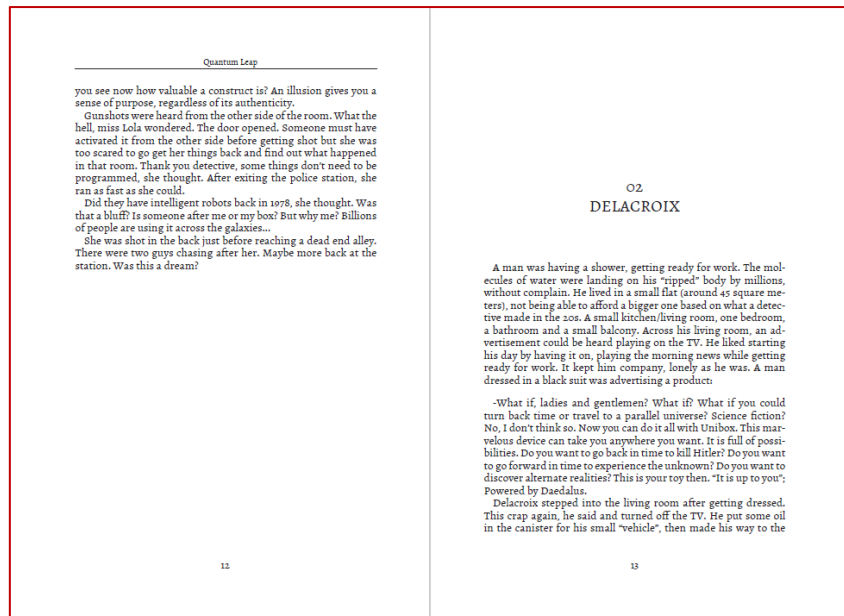 Quantum Leap
you see now how valuable a construct is? An illusion gives you a
sense of purpose, regardless of its authenticity.
Gunshots were heard from the other side of the room. What the
hell, miss Lola wondered. The door opened. Someone must have
activated it from the other side before getting shot but she was
too scared to go get her things back and find out what happened
in that room. Thank you detective, some things don't need to be
programmed, she thought. After exiting the police station, she
ran as fast as she could.
Did they have intelligent robots back in 1978, she thought. Was
that a bluff? Is someone after me or my box? But why me? Billions
of people are using it across the galaxies...
She was shot in the back just before reaching a dead end alley.
There were two guys chasing after her. Maybe more back at the
station. Was this a dream?
12
02
DELACROIX
A man was having a shower, getting ready for work. The mol-
ecules of water were landing on his “ripped” body by millions,
without complain. He lived in a small flat (around 45 square me-
ters), not being able to afford a bigger one based on what a detec-
tive made in the 20s. A small kitchen/living room, one bedroom,
a bathroom and a small balcony. Across his living room, an ad-
vertisement could be heard playing on the TV. He liked starting
his day by having it on, playing the morning news while getting
ready for work. It kept him company, lonely as he was. A man
dressed in a black suit was advertising a product:
-What if, ladies and gentlemen? What if? What if you could
turn back time or travel to a parallel universe? Science fiction?
No, I don't think so. Now you can do it all with Unibox. This mar-
velous device can take you anywhere you want. It is full of possi-
bilities. Do you want to go back in time to kill Hitler? Do you want
to go forward in time to experience the unknown? Do you want to
discover alternate realities? This is your toy then. “It is up to you”;
Powered by Daedalus.
Delacroix stepped into the living room after getting dressed.
This crap again, he said and turned off the TV. He put some oil
in the canister for his small “vehicle”, then made his way to the
13